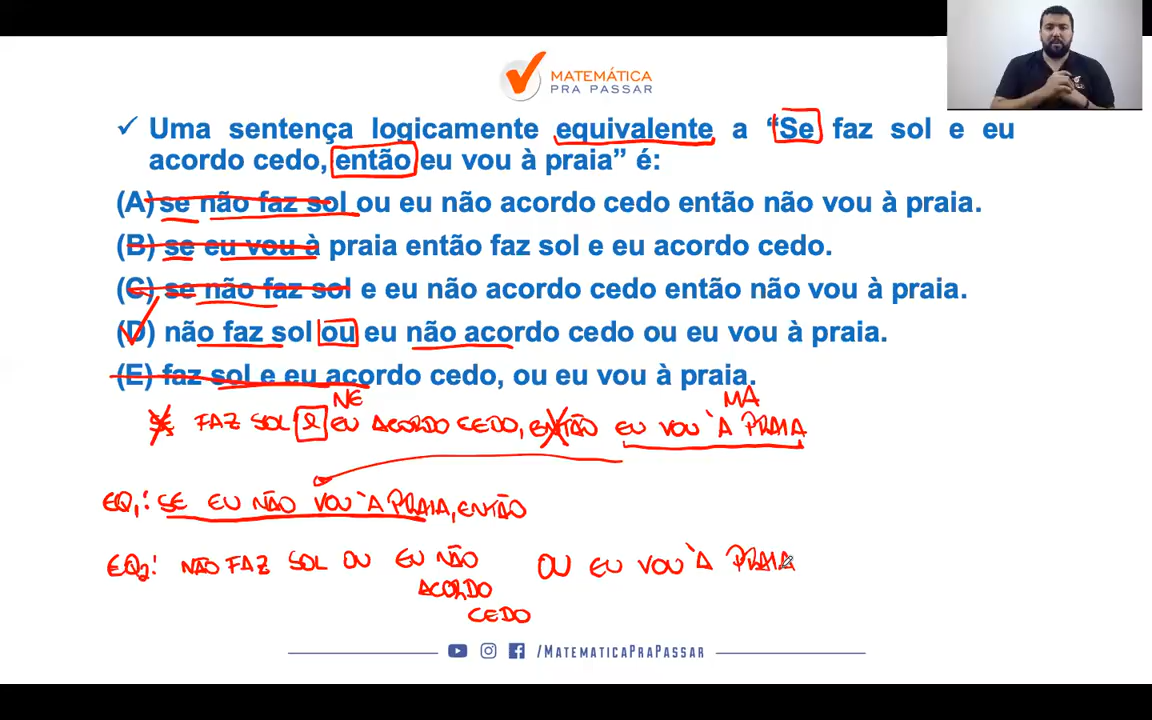 MATEMÁTICA
PRA PASSAR
✓ Uma sentença logicamente equivalente a “Se faz sol e eu
acordo cedo, então eu vou à praia” é:
(A) se não faz sol ou eu não acordo cedo então não vou à praia.
(B) se eu vou à praia então faz sol e eu acordo cedo.
(C) se não faz sol e eu não acordo cedo então não vou à praia.
(D) não faz sol ou eu não acordo cedo ou eu vou à praia.
(E) faz sol e eu acordo cedo, ou eu vou à praia.
NE MA
SE FAZ SOL e EU ACORDO CEDO, ENTÃO EU VOU À PRAIA
EQ1: SE EU NÃO VOU À PRAIA, ENTÃO
EQ2: NÃO FAZ SOL OU EU NÃO OU EU VOU À PRAIA
ACORDO
CEDO
/MATEMATICAPRAPASSAR